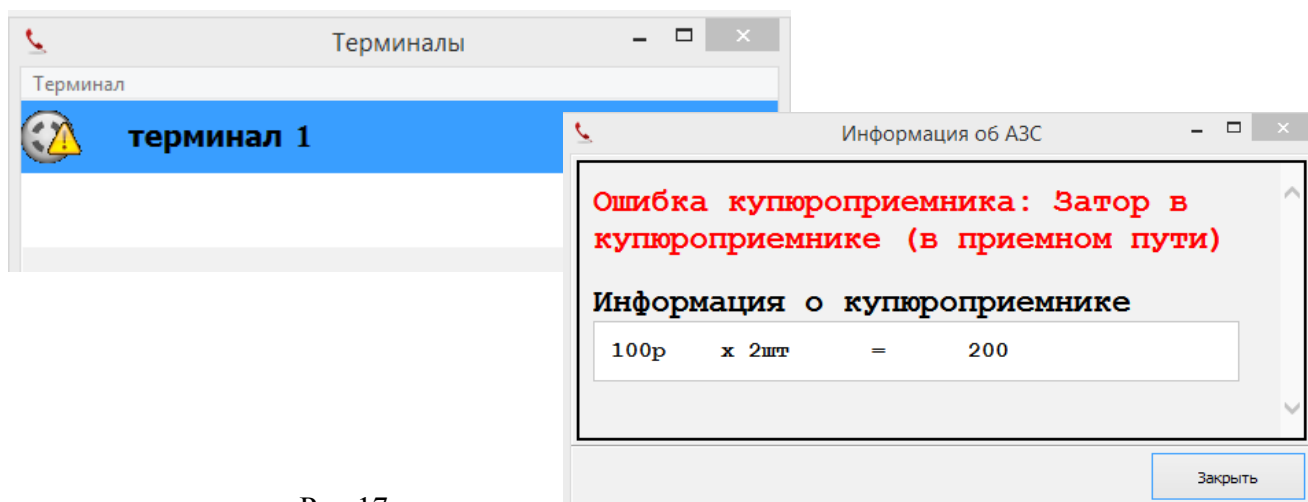 Терминалы
Терминал
терминал 1
Информация об АЗС
Ошибка купюроприемника: Затор в
купюроприемнике (в приемном пути)
Информация о купюроприемнике
100р х 2шт = 200
Закрыть